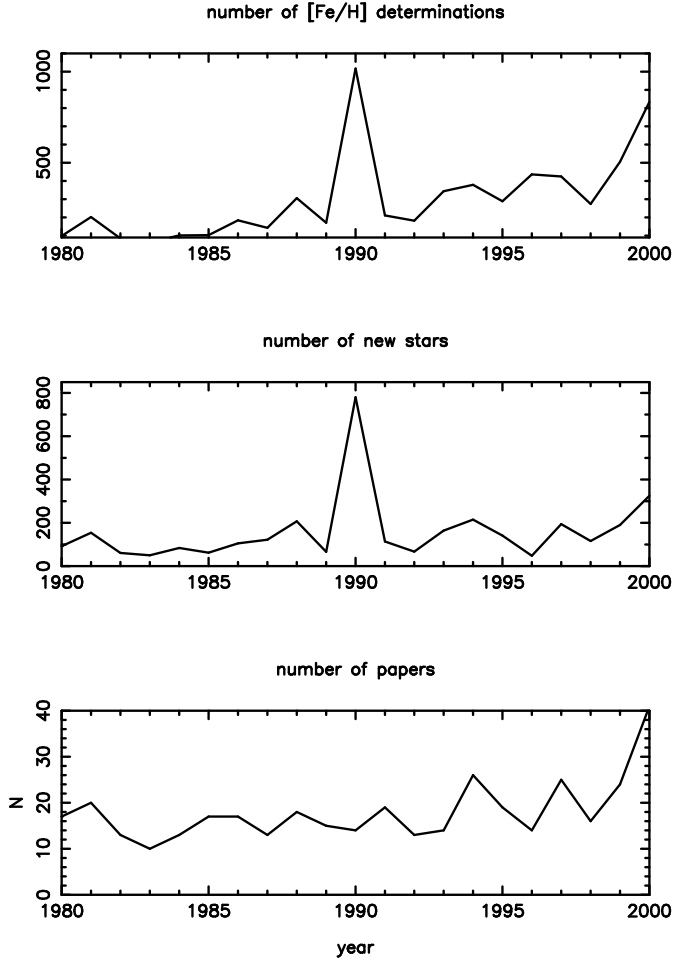 number of [Fe/H] determinations
1000
500
1980 1985 1990 1995 2000
number of new stars
800
600
400
200
0
1980 1985 1990 1995 2000
number of papers
40
30
20
10
0
N
1980 1985 1990 1995 2000
year